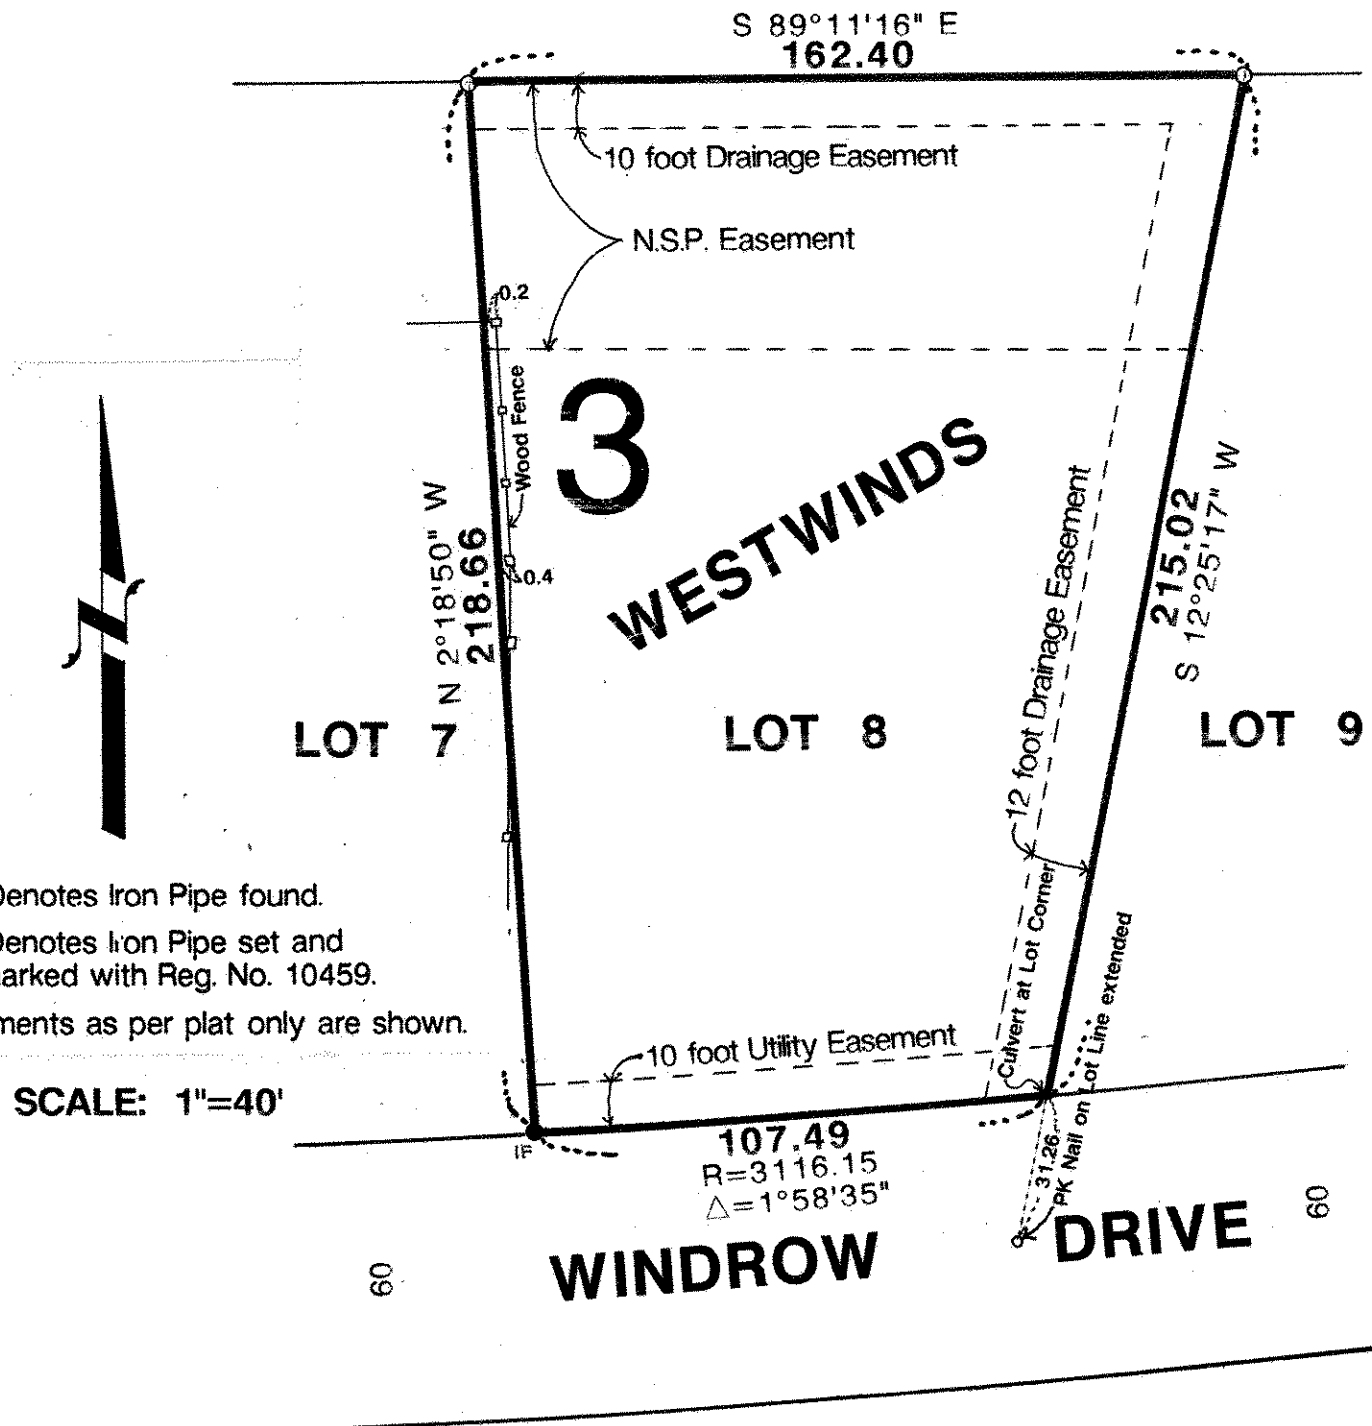 S 89°11'16" E
162.40
10 foot Drainage Easement
N.S.P. Easement
0.2
Wood Fence
3
WESTWINDS
N 2°18'50" W
218.66
0.4
12 foot Drainage Easement
215.02
S 12°25'17" W
LOT 7
LOT 8
LOT 9
Denotes Iron Pipe found.
Denotes Iron Pipe set and
arked with Reg. No. 10459.
ments as per plat only are shown.
SCALE: 1"=40'
10 foot Utility Easement
Culvert at Lot Corner
PK Nail on Lot Line extended
31.26
IF
107.49
R=3116.15
△=1°58'35"
WINDROW DRIVE
60
60